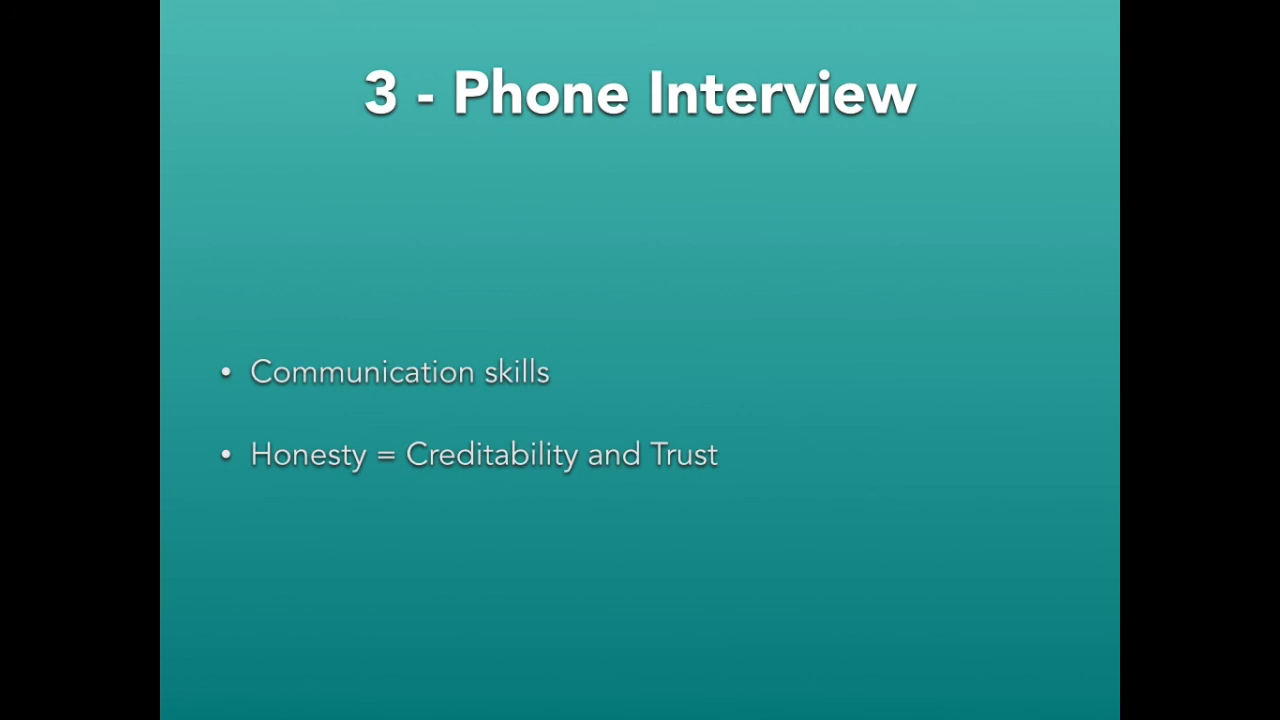 3 - Phone Interview
• Communication skills
• Honesty = Creditability and Trust